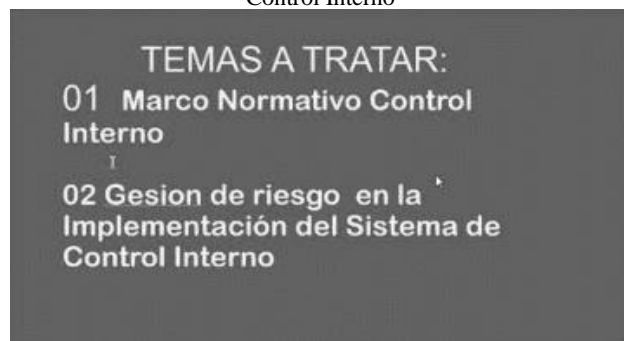 Control Interno
TEMAS A TRATAR:
01 Marco Normativo Control
Interno
02 Gesion de riesgo en la
Implementación del Sistema de
Control Interno